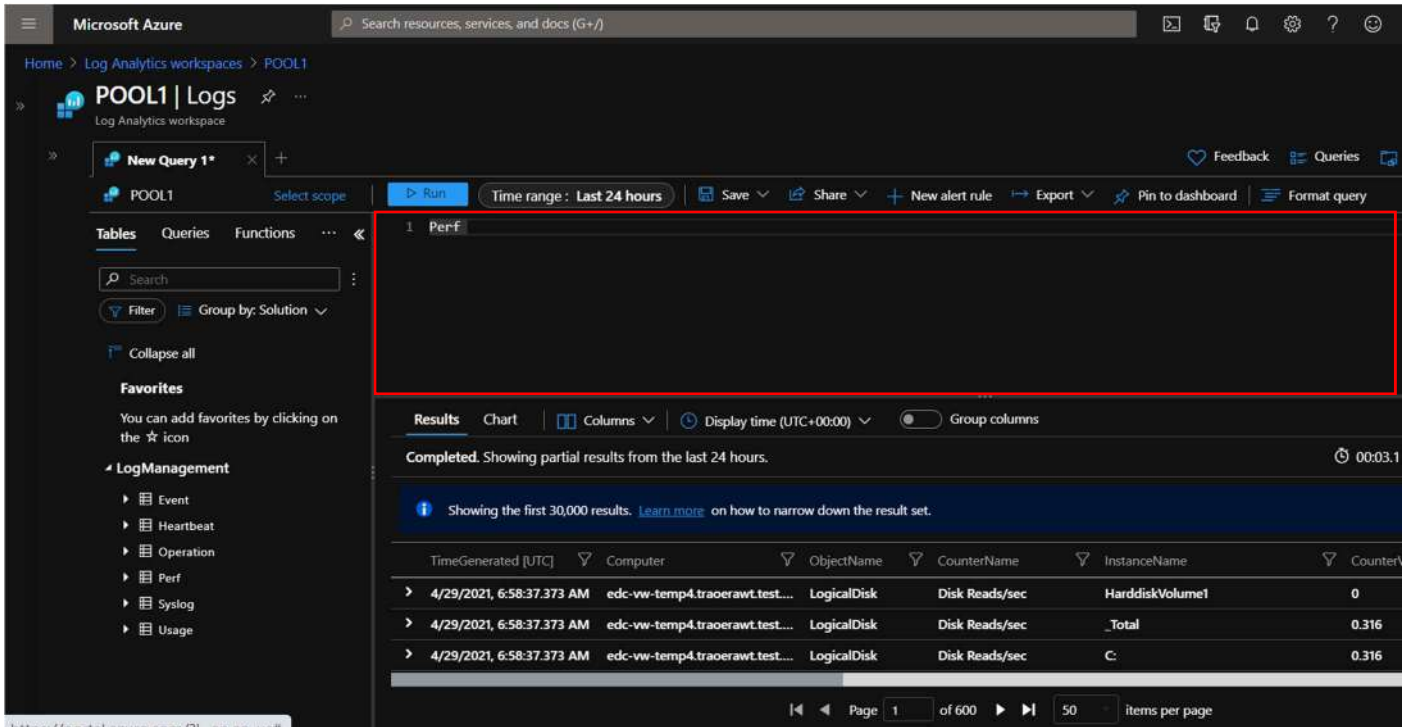 Microsoft Azure
Search resources, services, and docs (G+/)
Home > Log Analytics workspaces > POOL1
POOL1 | Logs
Log Analytics workspace
New Query 1*
Feedback Queries
POOL1 Select scope
Run Time range : Last 24 hours Save Share New alert rule Export Pin to dashboard Format query
Tables Queries Functions ... «
1 Perf
Search
Filter Group by: Solution
Collapse all
Favorites
You can add favorites by clicking on
the ☆ icon
LogManagement
Event
Heartbeat
Operation
Perf
Syslog
Usage
Results Chart Columns Display time (UTC+00:00) Group columns
Completed. Showing partial results from the last 24 hours. 00:03.1
Showing the first 30,000 results. Learn more on how to narrow down the result set.
TimeGenerated [UTC] Computer ObjectName CounterName InstanceName CounterV
4/29/2021, 6:58:37.373 AM edc-vw-temp4.traoerawt.test.... LogicalDisk Disk Reads/sec HarddiskVolume1 0
4/29/2021, 6:58:37.373 AM edc-vw-temp4.traoerawt.test.... LogicalDisk Disk Reads/sec _Total 0.316
4/29/2021, 6:58:37.373 AM edc-vw-temp4.traoerawt.test.... LogicalDisk Disk Reads/sec C: 0.316
Page 1 of 600 50 items per page